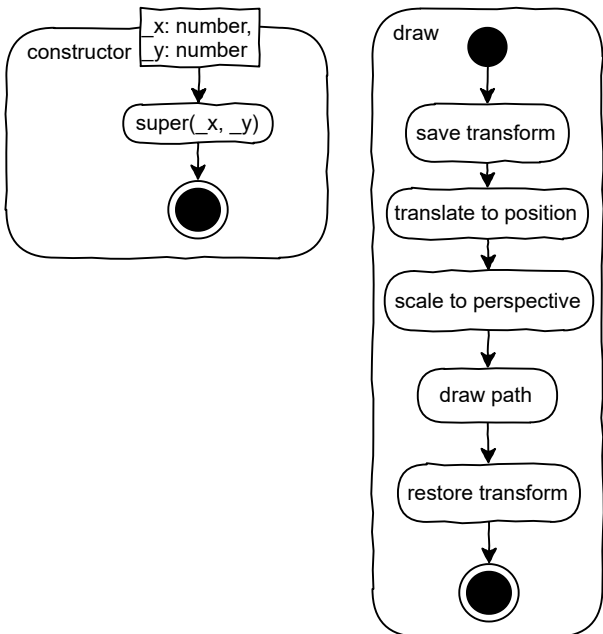 constructor
_x: number,
_y: number
super(_x, _y)
draw
save transform
translate to position
scale to perspective
draw path
restore transform